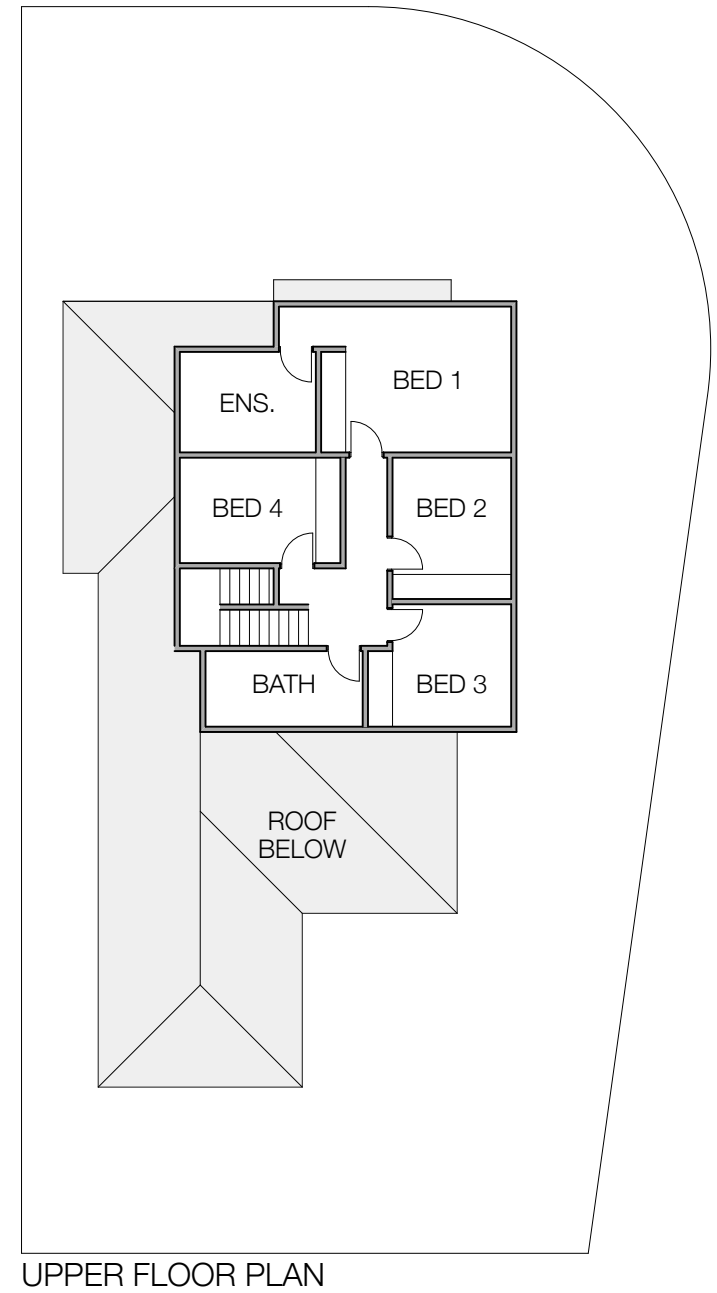 BED 1
ENS.
BED 4
BED 2
BATH
BED 3
ROOF
BELOW
UPPER FLOOR PLAN